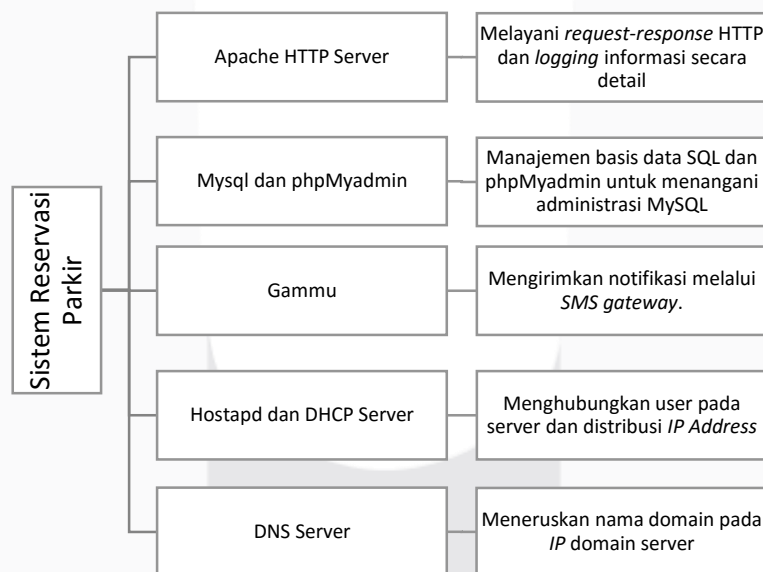 Sistem Reservasi
Parkir
Apache HTTP Server
Melayani request-response HTTP
dan logging informasi secara
detail
Mysql dan phpMyadmin
Manajemen basis data SQL dan
phpMyadmin untuk menangani
administrasi MySQL
Gammu
Mengirimkan notifikasi melalui
SMS gateway.
Hostapd dan DHCP Server
Menghubungkan user pada
server dan distribusi IP Address
DNS Server
Meneruskan nama domain pada
IP domain server